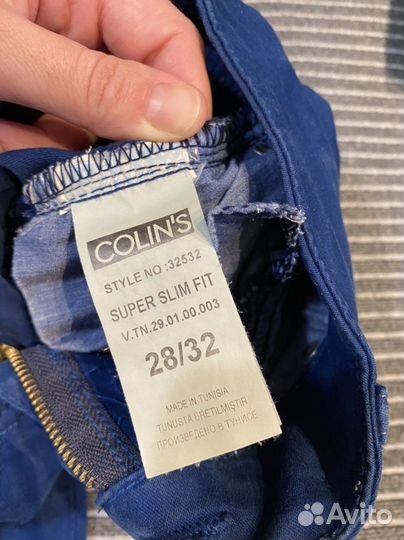 COLIN'S
STYLE NO :32532
SUPER SLIM FIT
V.TN.29.01.00.003
28/32
MADE IN TUNISIA
TUNUSTA ÜRETİLMİŞTİR
ПРОИЗВЕДЕНО В ТУНИСЕ
Avito